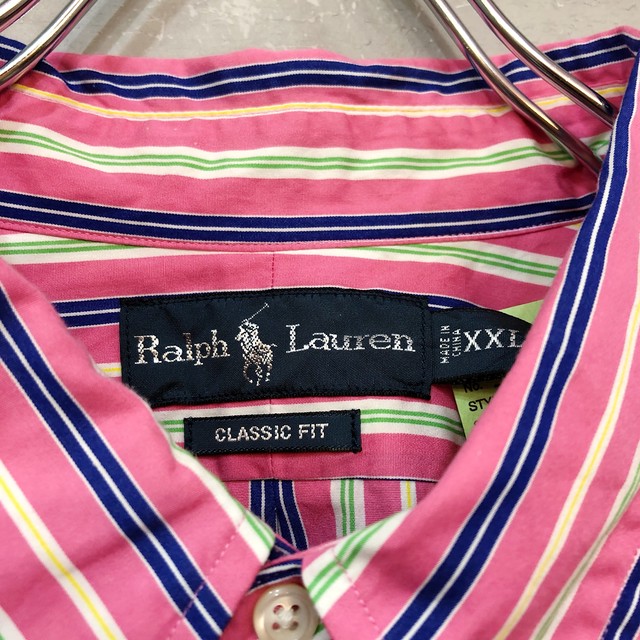 Ralph Lauren
MADE IN
CHINA
XXL
CLASSIC FIT